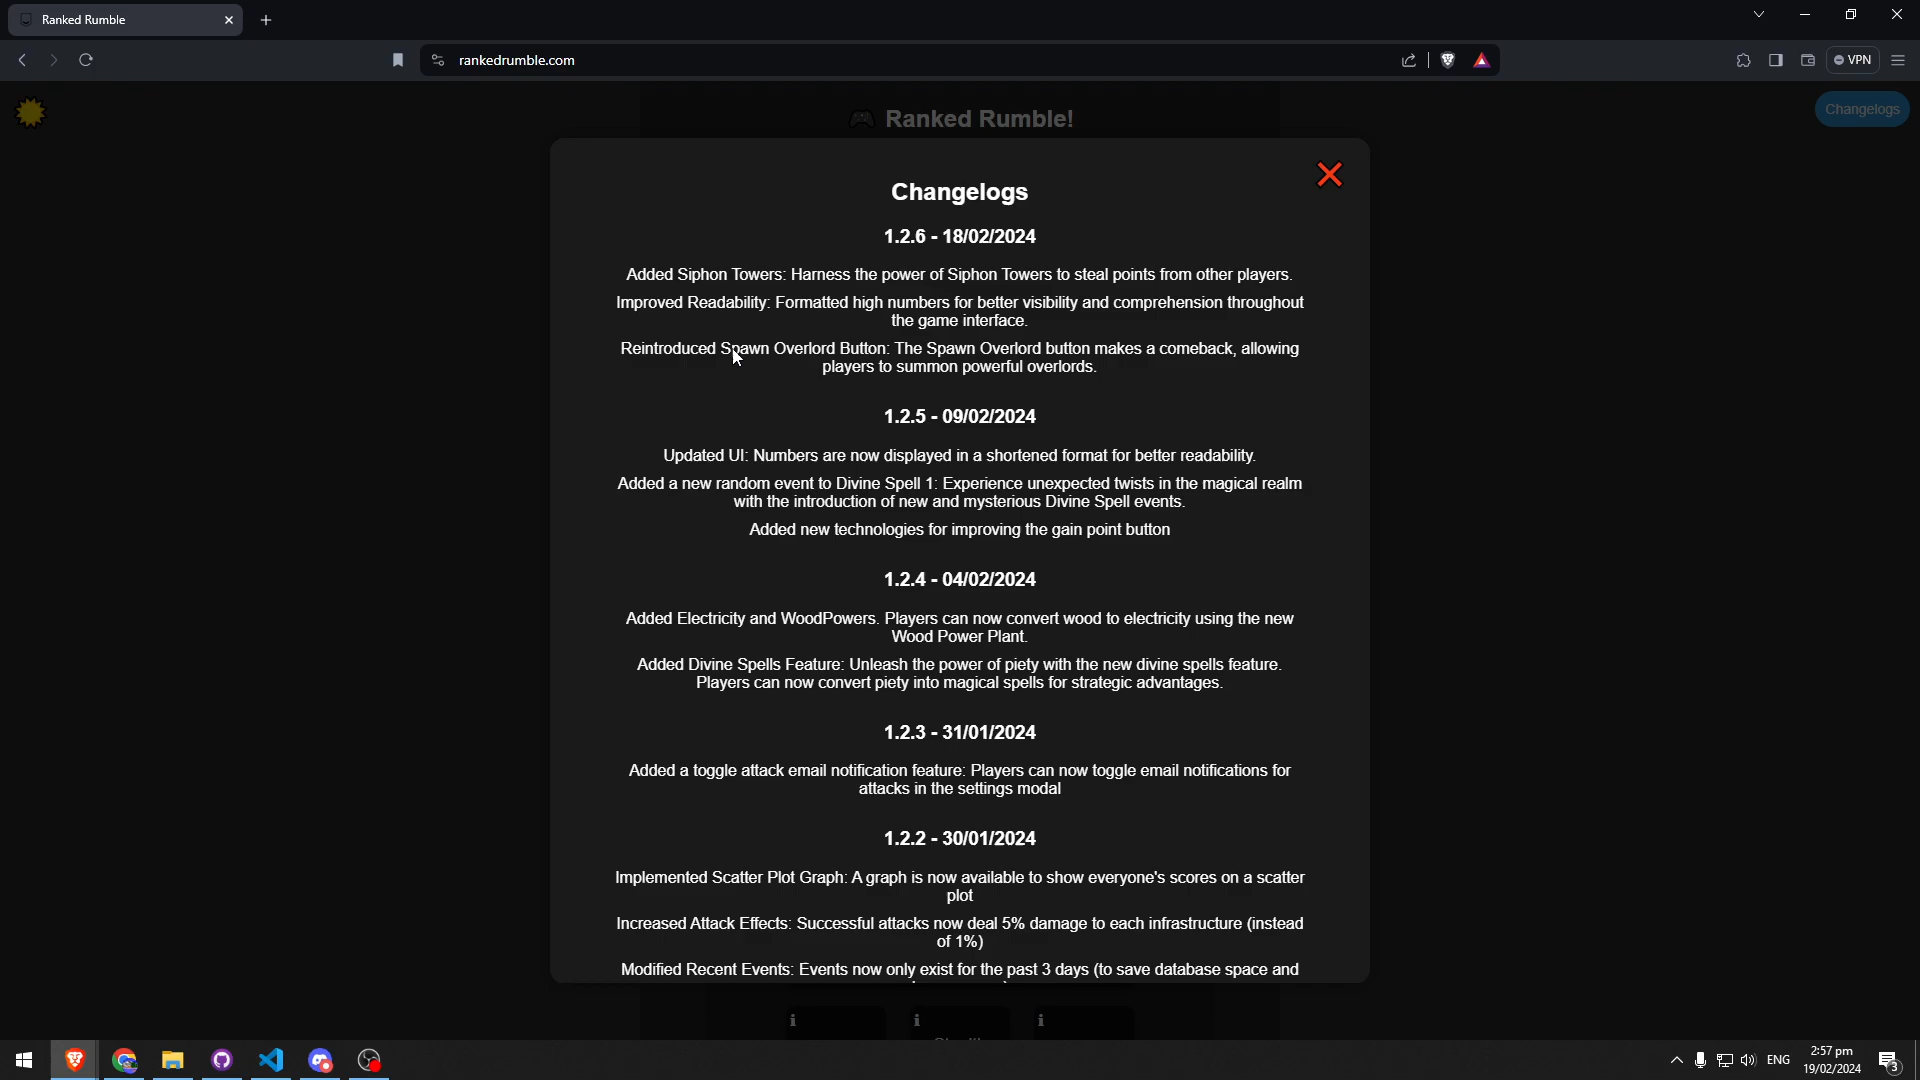 Ranked Rumble
rankedrumble.com
VPN
Ranked Rumble!
Changelogs
Changelogs
1.2.6 - 18/02/2024
Added Siphon Towers: Harness the power of Siphon Towers to steal points from other players.
Improved Readability: Formatted high numbers for better visibility and comprehension throughout
the game interface.
Reintroduced Spawn Overlord Button: The Spawn Overlord button makes a comeback, allowing
players to summon powerful overlords.
1.2.5 - 09/02/2024
Updated UI: Numbers are now displayed in a shortened format for better readability.
Added a new random event to Divine Spell 1: Experience unexpected twists in the magical realm
with the introduction of new and mysterious Divine Spell events.
Added new technologies for improving the gain point button
1.2.4 - 04/02/2024
Added Electricity and WoodPowers. Players can now convert wood to electricity using the new
Wood Power Plant.
Added Divine Spells Feature: Unleash the power of piety with the new divine spells feature.
Players can now convert piety into magical spells for strategic advantages.
1.2.3 - 31/01/2024
Added a toggle attack email notification feature: Players can now toggle email notifications for
attacks in the settings modal
1.2.2 - 30/01/2024
Implemented Scatter Plot Graph: A graph is now available to show everyone's scores on a scatter
plot
Increased Attack Effects: Successful attacks now deal 5% damage to each infrastructure (instead
of 1%)
Modified Recent Events: Events now only exist for the past 3 days (to save database space and
ENG
2:57 pm
19/02/2024
3